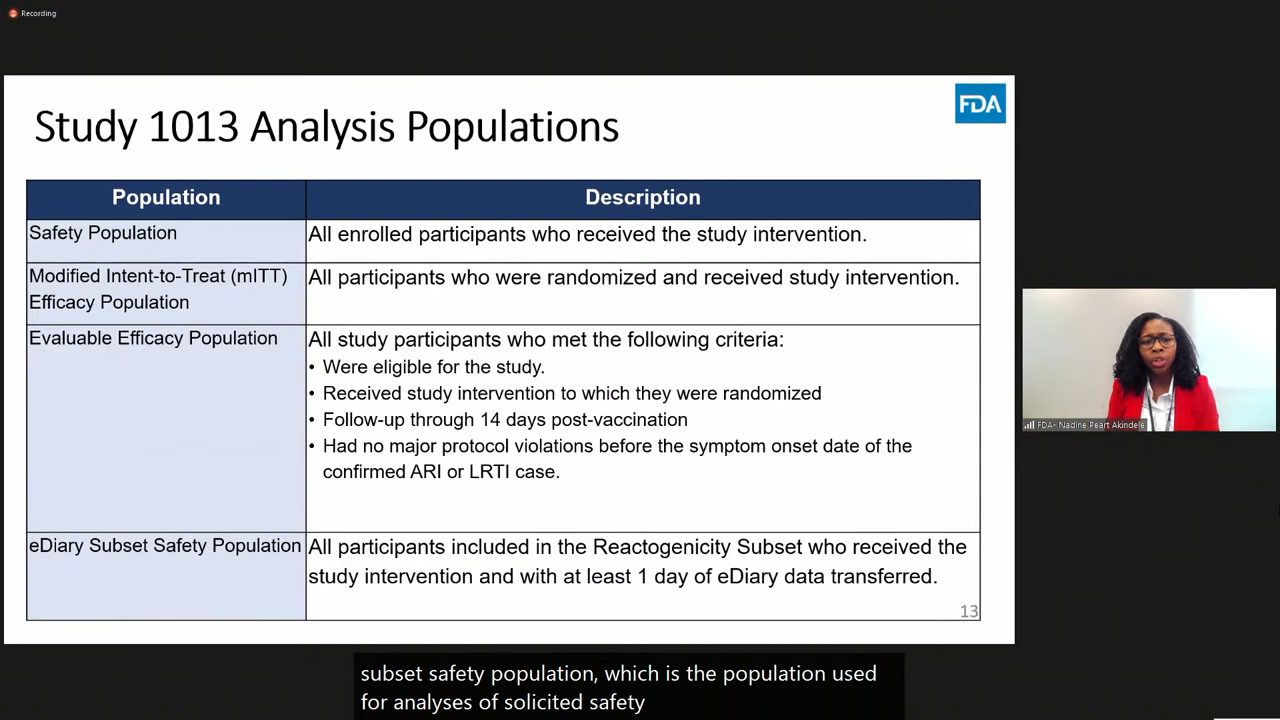 Recording
FDA
Study 1013 Analysis Populations
Population
Description
Safety Population
All enrolled participants who received the study intervention.
Modified Intent-to-Treat (mITT)
Efficacy Population
All participants who were randomized and received study intervention.
Evaluable Efficacy Population
All study participants who met the following criteria:
• Were eligible for the study.
• Received study intervention to which they were randomized
• Follow-up through 14 days post-vaccination
• Had no major protocol violations before the symptom onset date of the
confirmed ARI or LRTI case.
eDiary Subset Safety Population
All participants included in the Reactogenicity Subset who received the
study intervention and with at least 1 day of eDiary data transferred.
13
FDA- Nadine Peart Akindele
subset safety population, which is the population used
for analyses of solicited safety